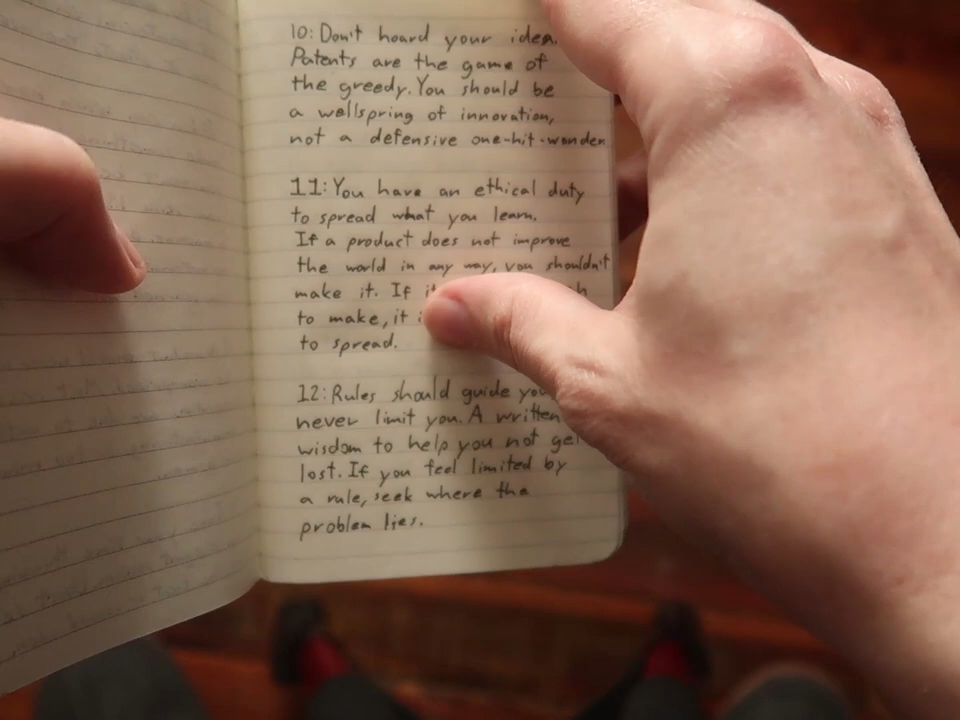 10: Don't hoard your idea.
Patents are the game of
the greedy. You should be
a wellspring of innovation,
not a defensive one-hit-wonder
11: You have an ethical duty
to spread what you learn.
If a product does not improve
the world in any way, you shouldn't
make it. If
to make, it
to spread.
12: Rules should guide you
never limit you. A written
wisdom to help you not get
lost. If you feel limited by
a rule, seek where the
problem lies.